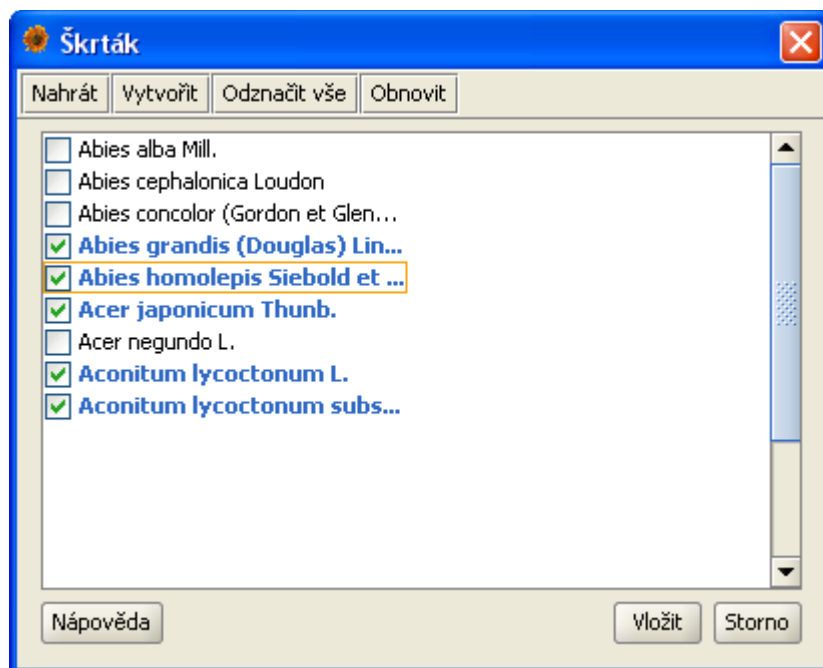 Škrták
Nahrát Vytvořit Odznačit vše Obnovit
Abies alba Mill.
Abies cephalonica Loudon
Abies concolor (Gordon et Glen...
Abies grandis (Douglas) Lin...
Abies homolepis Siebold et ...
Acer japonicum Thunb.
Acer negundo L.
Aconitum lycoctonum L.
Aconitum lycoctonum subs...
Nápověda Vložit Storno